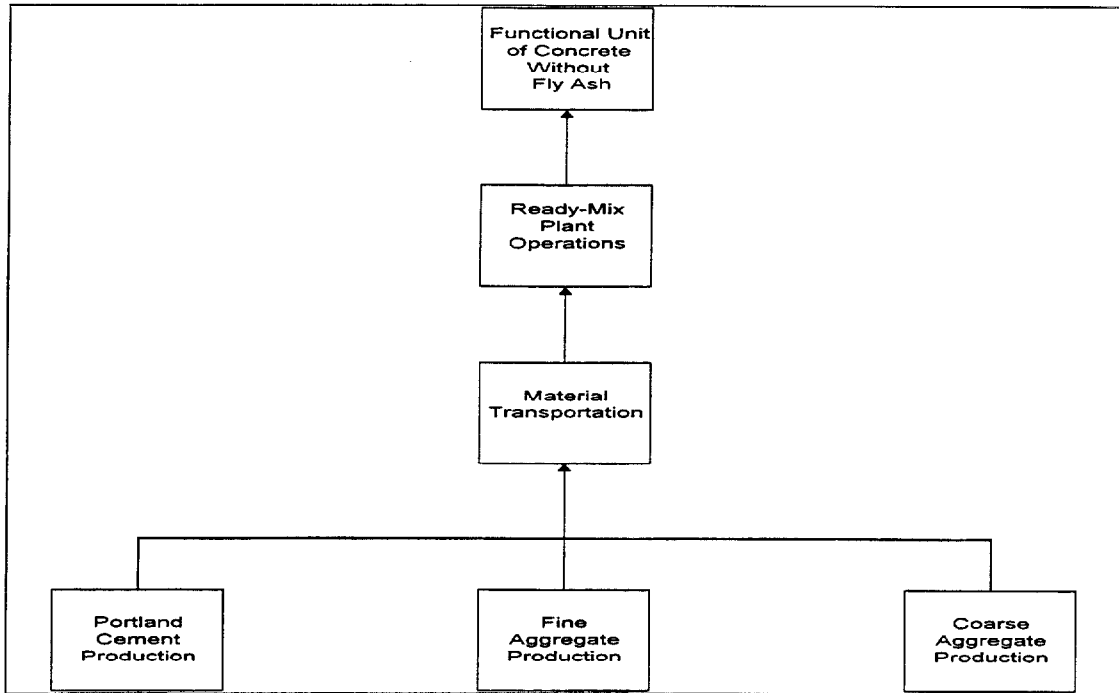 Functional Unit
of Concrete
Without
Fly Ash
Ready-Mix
Plant
Operations
Material
Transportation
Portland
Cement
Production
Fine
Aggregate
Production
Coarse
Aggregate
Production